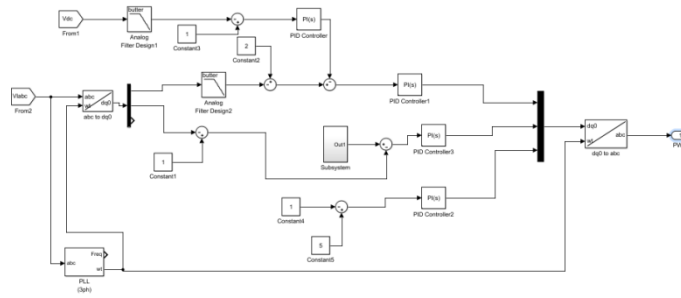 Vdc
From1
butter
Analog
Filter Design1
1
Constant3
2
Constant2
PI(s)
PID Controller
VIabc
From2
abc
wt
dq0
abc to dq0
butter
Analog
Filter Design2
PI(s)
PID Controller1
1
Constant1
Out1
Subsystem
PI(s)
PID Controller3
1
Constant4
5
Constant5
PI(s)
PID Controller2
dq0
wt
abc
dq0 to abc
1
abc
Freq
wt
PLL
(3ph)